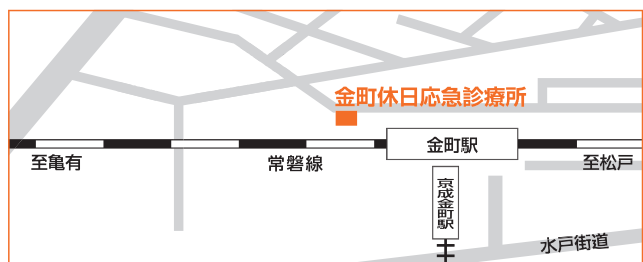 金町休日応急診療所
金町駅
至亀有
常磐線
至松戸
京成金町駅
水戸街道